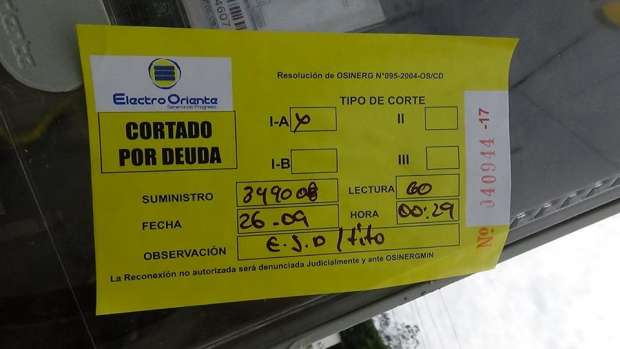 Resolución de OSINERG N°095-2004-OS/CD
Electro Oriente
TIPO DE CORTE
CORTADO
POR DEUDA
I-A X II
I-B III
SUMINISTRO 349008 LECTURA 60
FECHA 26-09 HORA 00:29
OBSERVACIÓN E.J.O / tito
La Reconexión no autorizada será denunciada Judicialmente y ante OSINERGMIN
Nº 040944 -17